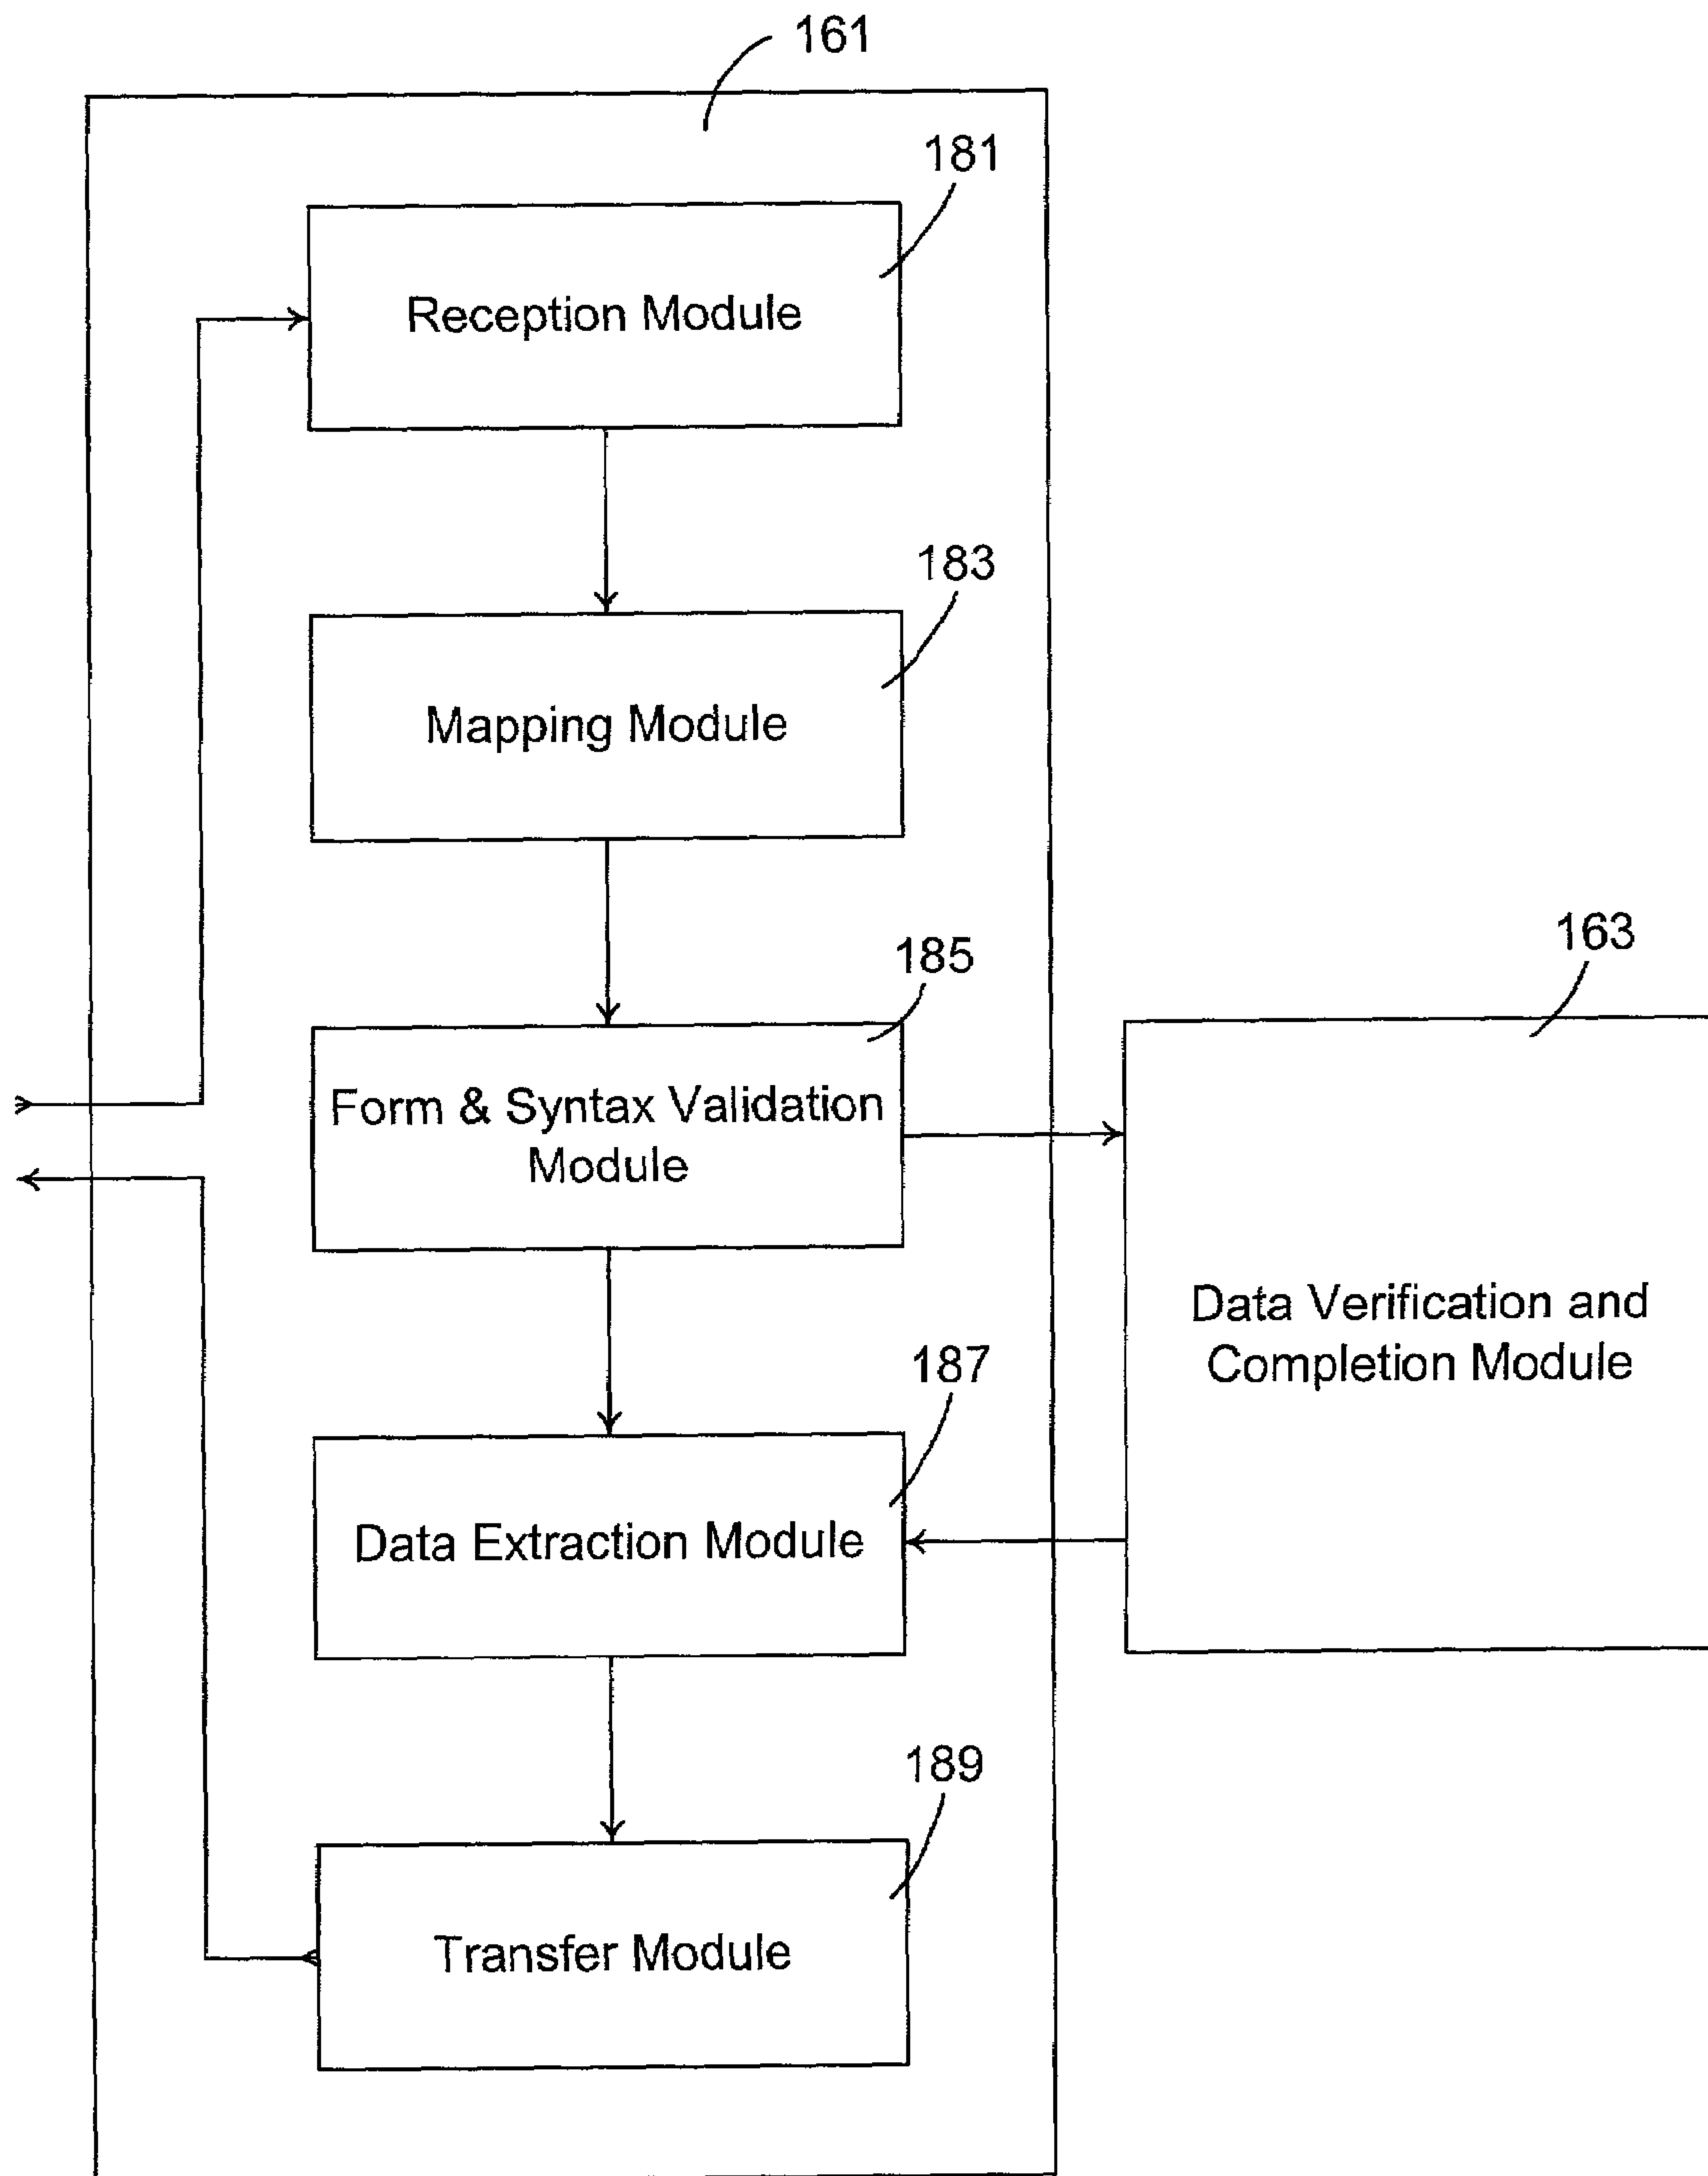 161
181
Reception Module
183
Mapping Module
185
Form & Syntax Validation
Module
163
Data Verification and
Completion Module
187
Data Extraction Module
189
Transfer Module